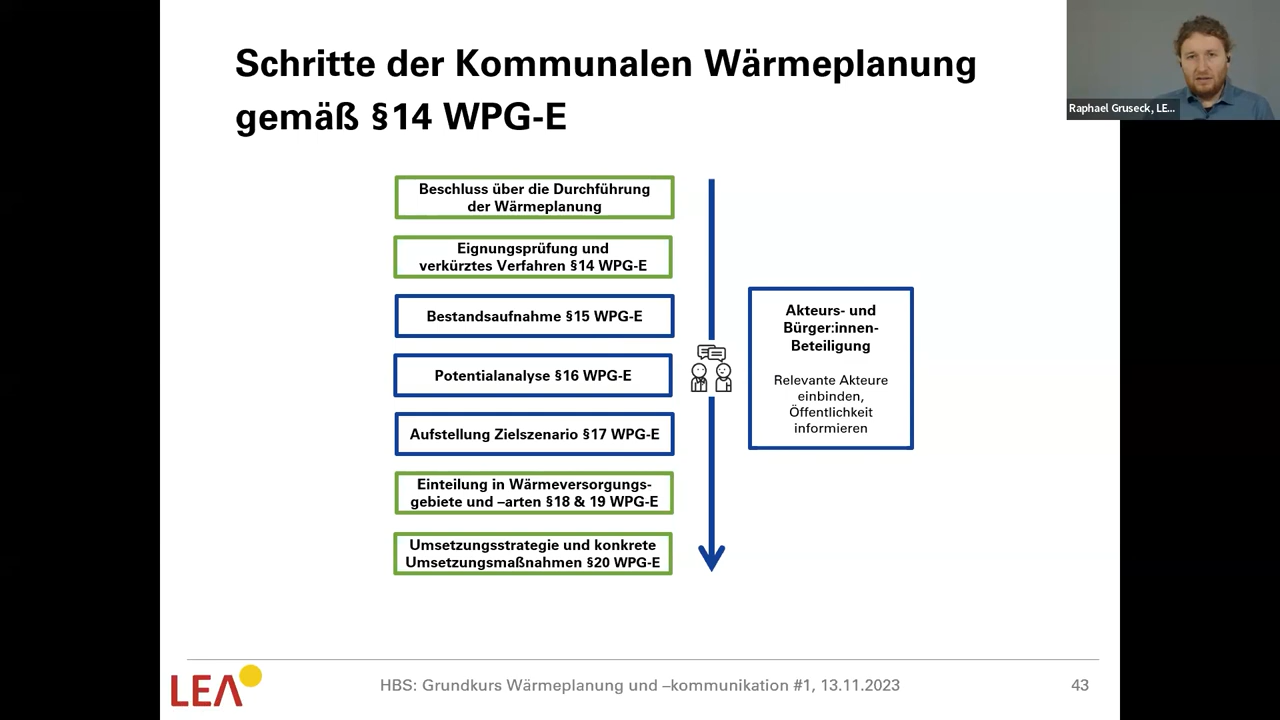 Schritte der Kommunalen Wärmeplanung
gemäß §14 WPG-E
Raphael Gruseck, LE...
Beschluss über die Durchführung
der Wärmeplanung
Eignungsprüfung und
verkürztes Verfahren §14 WPG-E
Bestandsaufnahme §15 WPG-E
Potentialanalyse §16 WPG-E
Aufstellung Zielszenario §17 WPG-E
Einteilung in Wärmeversorgungs-
gebiete und –arten §18 & 19 WPG-E
Umsetzungsstrategie und konkrete
Umsetzungsmaßnahmen §20 WPG-E
Akteurs- und
Bürger:innen-
Beteiligung
Relevante Akteure
einbinden,
Öffentlichkeit
informieren
LEA
HBS: Grundkurs Wärmeplanung und –kommunikation #1, 13.11.2023
43